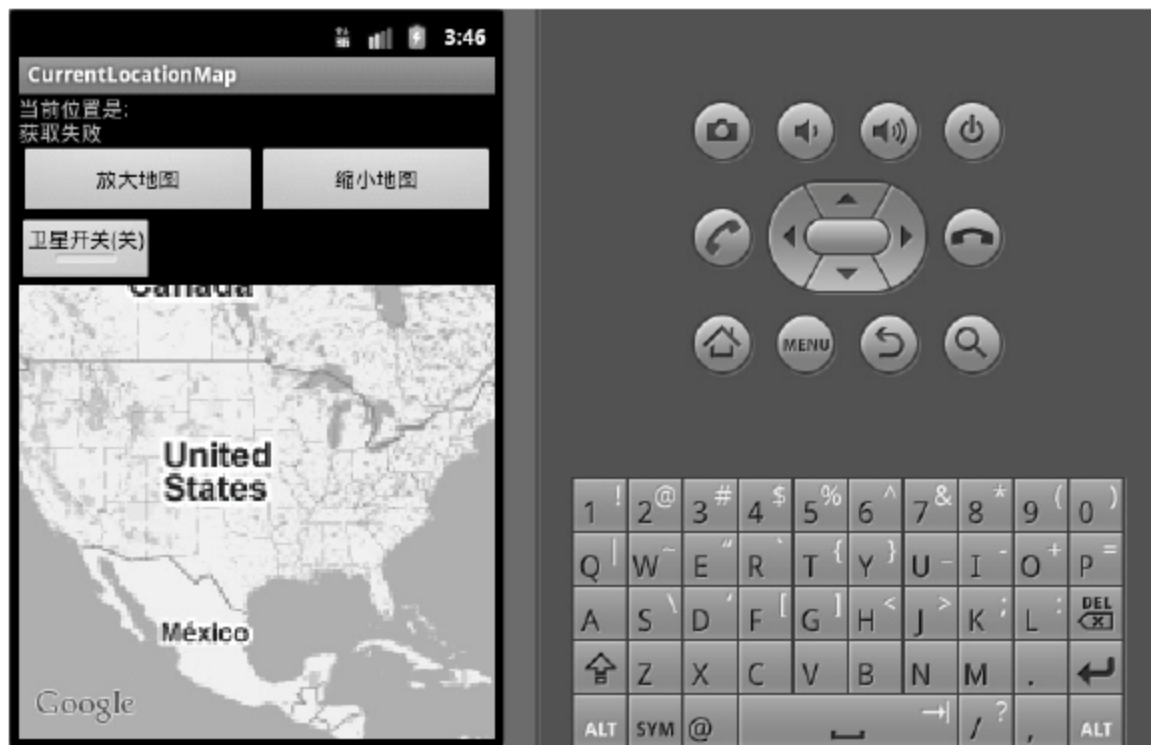 3:46
CurrentLocationMap
当前位置是:
获取失败
放大地图
缩小地图
卫星开关(关)
Canada
United
States
México
Google
MENU
1 ! 2 @ 3 # 4 $ 5 % 6 ^ 7 & 8 * 9 ( 0 )
Q | W ~ E " R ` T { Y } U _ I - O + P =
A S \ D ' F [ G ] H < J > K ; L : DEL
Z X C V B N M .
ALT SYM @ / ? , ALT